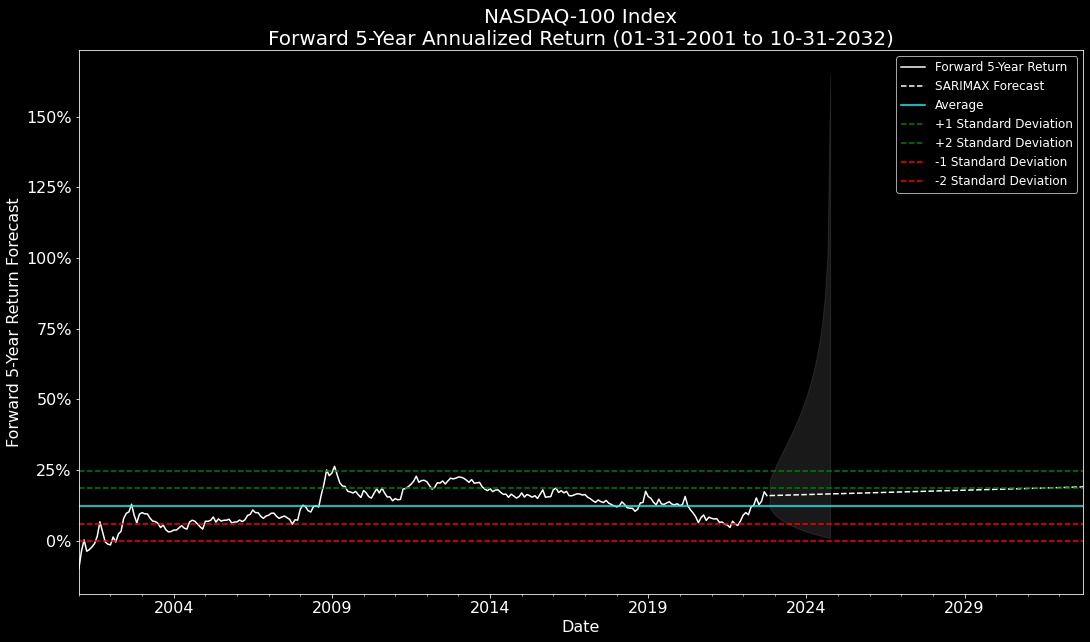 NASDAQ-100 Index
Forward 5-Year Annualized Return (01-31-2001 to 10-31-2032)
Forward 5-Year Return
SARIMAX Forecast
Average
+1 Standard Deviation
+2 Standard Deviation
-1 Standard Deviation
-2 Standard Deviation
Forward 5-Year Return Forecast
150%
125%
100%
75%
50%
25%
0%
2004 2009 2014 2019 2024 2029
Date